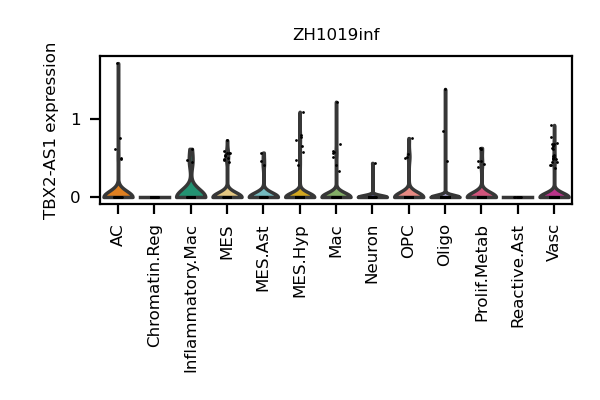 ZH1019inf
TBX2-AS1 expression
1
0
AC
Chromatin.Reg
Inflammatory.Mac
MES
MES.Ast
MES.Hyp
Mac
Neuron
OPC
Oligo
Prolif.Metab
Reactive.Ast
Vasc